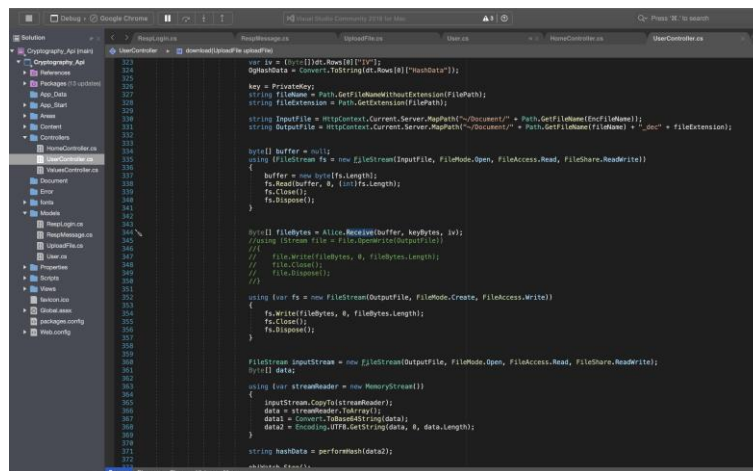 Debug › Google Chrome
Visual Studio Community 2019 for Mac
3
Press '⌘.' to search
Solution
RespLogin.cs
RespMessage.cs
UploadFile.cs
User.cs
HomeController.cs
UserController.cs
Cryptography_Api (main)
UserController
download(UploadFile uploadFile)
Cryptography_Api
References
Packages (13 updates)
App_Data
App_Start
Areas
Content
Controllers
HomeController.cs
UserController.cs
ValuesController.cs
Document
Error
fonts
Models
RespLogin.cs
RespMessage.cs
UploadFile.cs
User.cs
Properties
Scripts
Views
favicon.ico
Global.asax
packages.config
Web.config
323 var iv = (Byte[])dt.Rows[0]["IV"];
324 OgHashData = Convert.ToString(dt.Rows[0]["HashData"]);
325
326 key = PrivateKey;
327 string fileName = Path.GetFileNameWithoutExtension(FilePath);
328 string fileExtension = Path.GetExtension(FilePath);
329
330 string InputFile = HttpContext.Current.Server.MapPath("~/Document/" + Path.GetFileName(EncFileName));
331 string OutputFile = HttpContext.Current.Server.MapPath("~/Document/" + Path.GetFileName(fileName) + "_dec" + fileExtension);
332
333
334 byte[] buffer = null;
335 using (FileStream fs = new FileStream(InputFile, FileMode.Open, FileAccess.Read, FileShare.ReadWrite))
336 {
337 buffer = new byte[fs.Length];
338 fs.Read(buffer, 0, (int)fs.Length);
339 fs.Close();
340 fs.Dispose();
341 }
342
343
344 Byte[] fileBytes = Alice.Receive(buffer, keyBytes, iv);
345 //using (Stream file = File.OpenWrite(OutputFile))
346 //{
347 // file.Write(fileBytes, 0, fileBytes.Length);
348 // file.Close();
349 // file.Dispose();
350 //}
351
352 using (var fs = new FileStream(OutputFile, FileMode.Create, FileAccess.Write))
353 {
354 fs.Write(fileBytes, 0, fileBytes.Length);
355 fs.Close();
356 fs.Dispose();
357 }
358
359
360 FileStream inputStream = new FileStream(OutputFile, FileMode.Open, FileAccess.Read, FileShare.ReadWrite);
361 Byte[] data;
362
363 using (var streamReader = new MemoryStream())
364 {
365 inputStream.CopyTo(streamReader);
366 data = streamReader.ToArray();
367 data1 = Convert.ToBase64String(data);
368 data2 = Encoding.UTF8.GetString(data, 0, data.Length);
369 }
370
371 string hashData = performHash(data2);
372